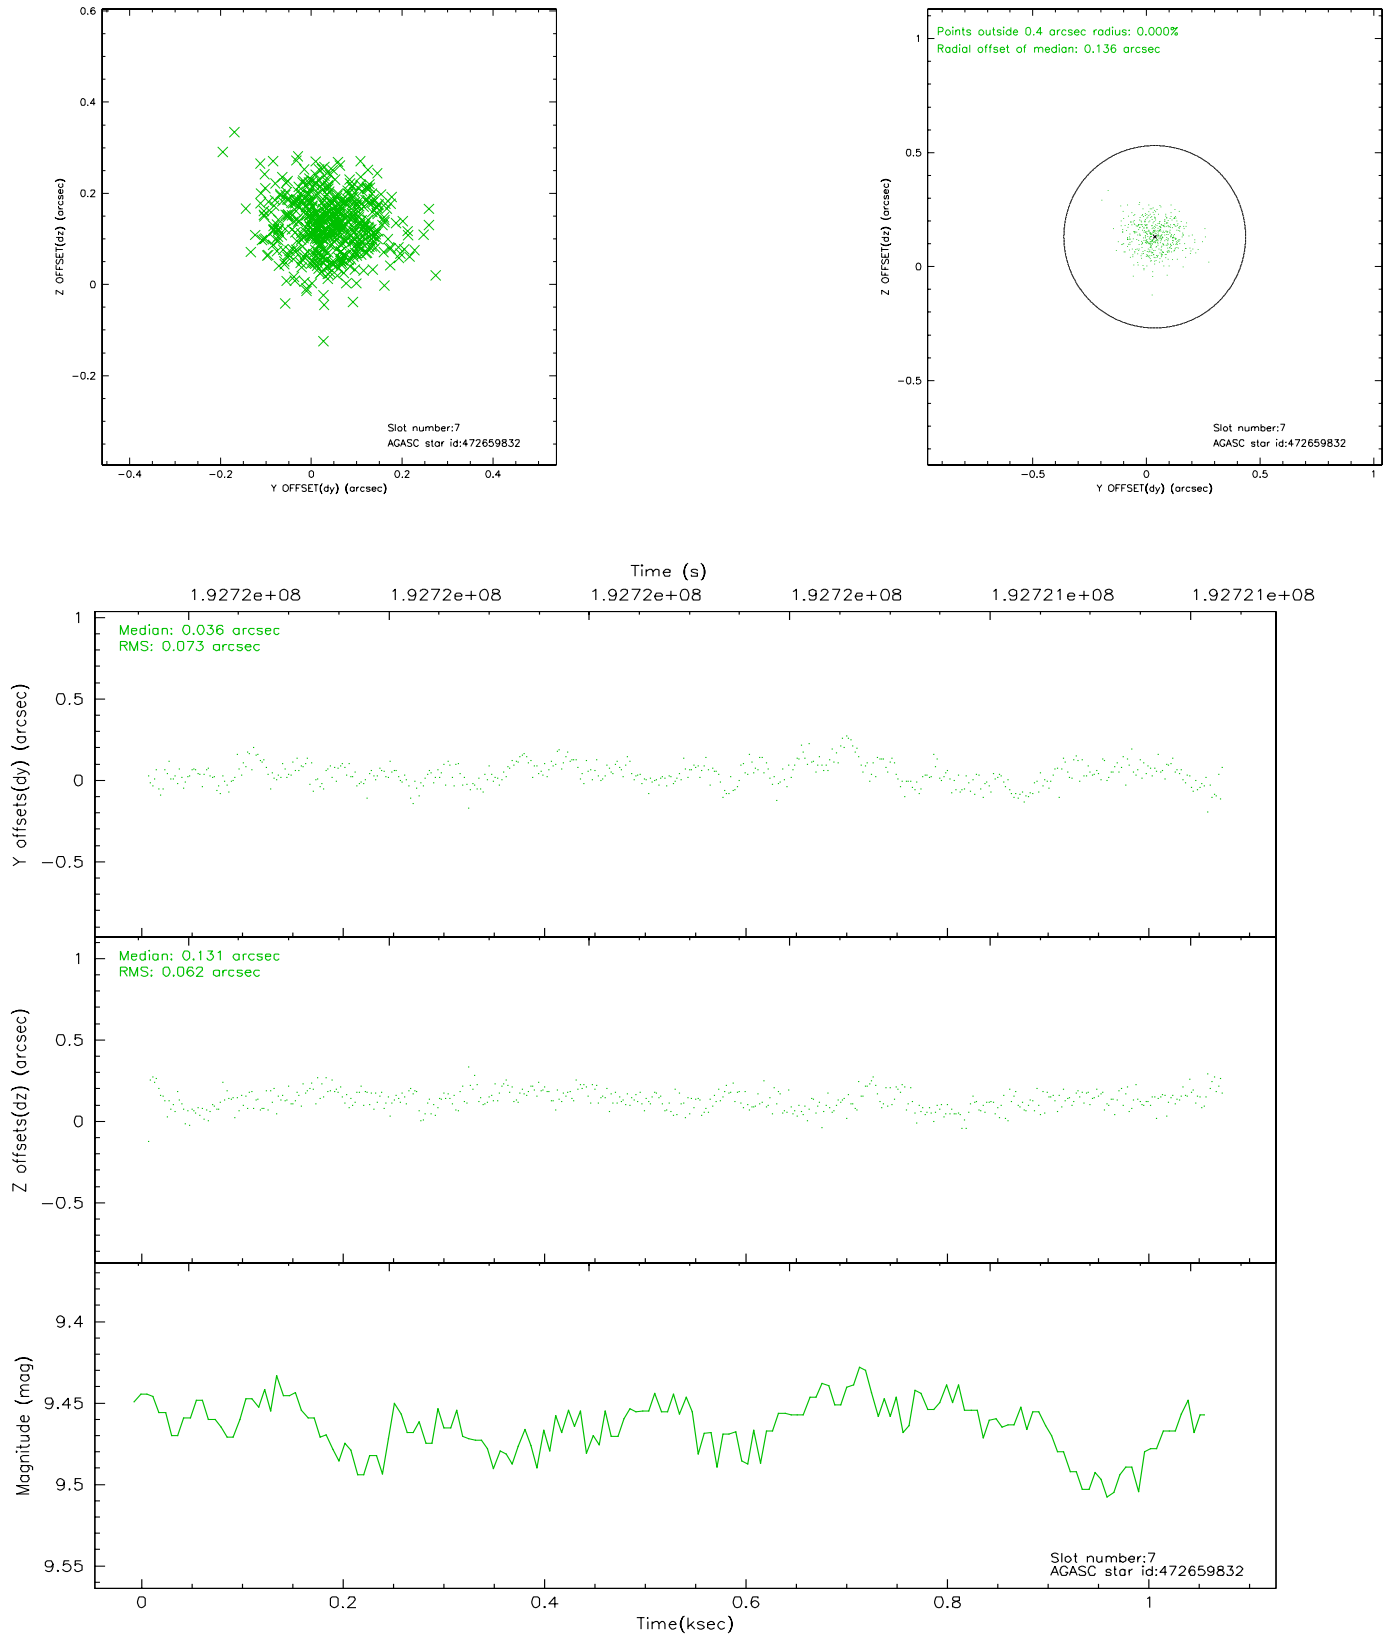 0.6
0.4
0.2
0
−0.2
−0.4
−0.2
0
0.2
0.4
Z OFFSET(dz) (arcsec)
Y OFFSET(dy) (arcsec)
Slot number:7
AGASC star id:472659832
Points outside 0.4 arcsec radius: 0.000%
Radial offset of median: 0.136 arcsec
1
0.5
0
−0.5
−0.5
0
0.5
1
Z OFFSET(dz) (arcsec)
Y OFFSET(dy) (arcsec)
Slot number:7
AGASC star id:472659832
Time (s)
1.9272e+08 1.9272e+08 1.9272e+08 1.9272e+08 1.92721e+08 1.92721e+08
Median: 0.036 arcsec
RMS: 0.073 arcsec
1
0.5
0
−0.5
Y offsets(dy) (arcsec)
Median: 0.131 arcsec
RMS: 0.062 arcsec
1
0.5
0
−0.5
Z offsets(dz) (arcsec)
9.4
9.45
9.5
9.55
Magnitude (mag)
Slot number:7
AGASC star id:472659832
0 0.2 0.4 0.6 0.8 1
Time(ksec)